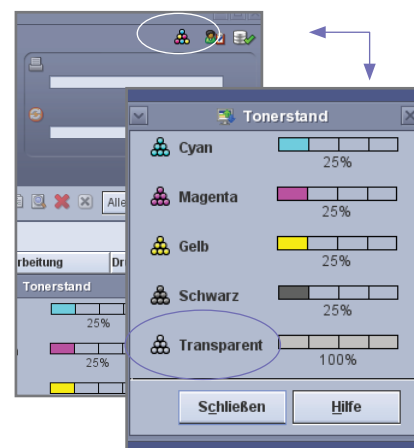 Alle
rbeitung Dr
Tonerstand
25%
25%
Tonerstand
Cyan
25%
Magenta
25%
Gelb
25%
Schwarz
25%
Transparent
100%
Schließen Hilfe